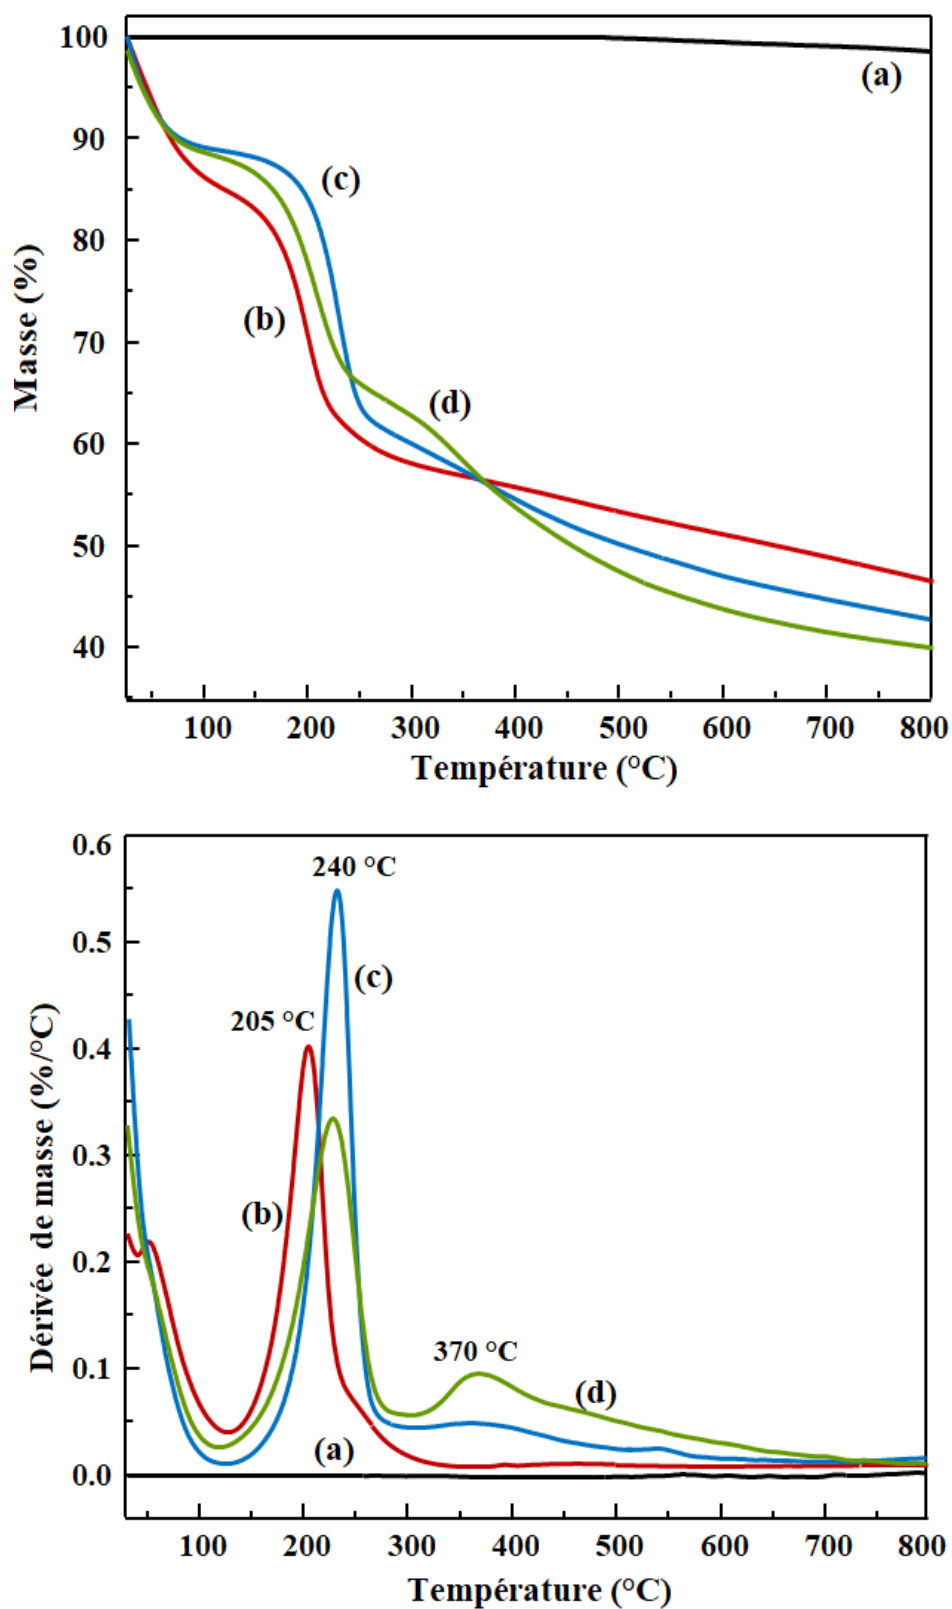 100
(a)
90
(c)
80
(b)
70
(d)
60
50
40
Masse (%)
100 200 300 400 500 600 700 800
Température (°C)
0.6
240 °C
0.5
(c)
205 °C
0.4
0.3
(b)
0.2
370 °C
0.1
(d)
(a)
0.0
Dérivée de masse (%/°C)
100 200 300 400 500 600 700 800
Température (°C)